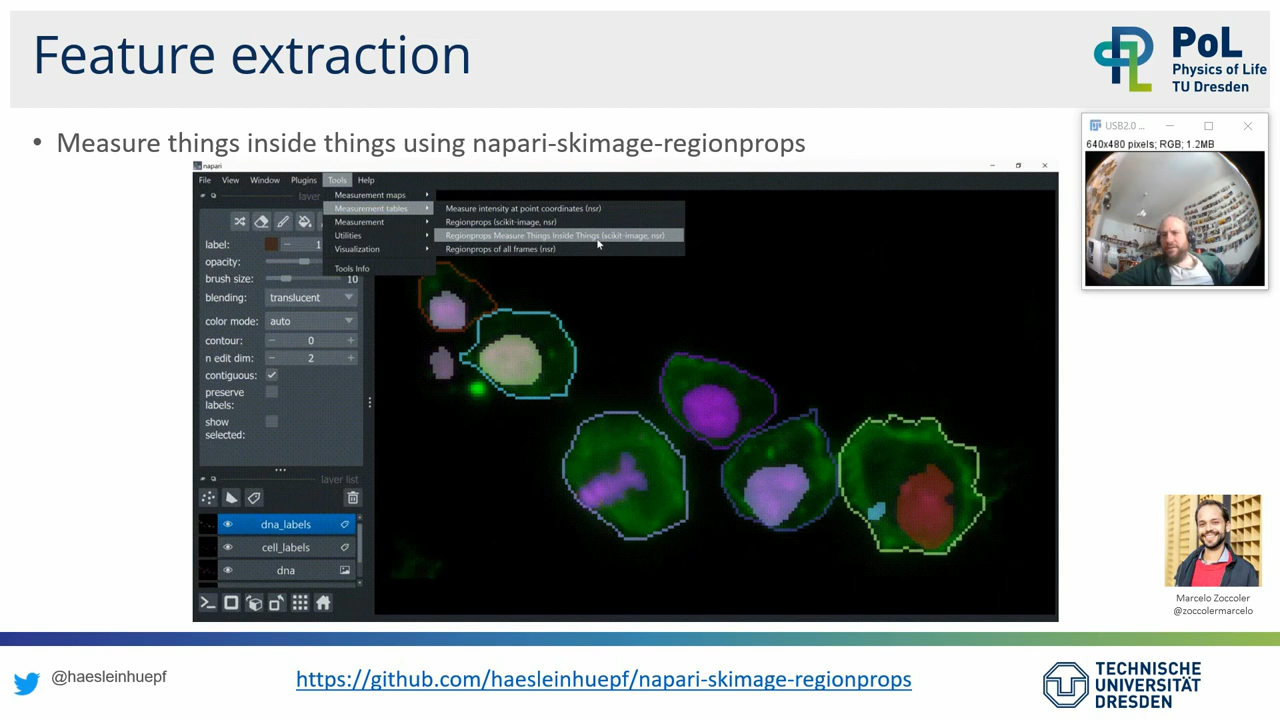 Feature extraction
PoL
Physics of Life
TU Dresden
• Measure things inside things using napari-skimage-regionprops
USB2.0 ...
640x480 pixels; RGB; 1.2MB
napari
File View Window Plugins Tools Help
layer
Measurement maps
Measurement tables
Measurement
Utilities
Visualization
Tools Info
Measure intensity at point coordinates (nsr)
Regionprops (scikit-image, nsr)
Regionprops Measure Things Inside Things (scikit-image, nsr)
Regionprops of all frames (nsr)
label: 1
opacity:
brush size: 10
blending: translucent
color mode: auto
contour: 0
n edit dim: 2
contiguous:
preserve
labels:
show
selected:
layer list
dna_labels
cell_labels
dna
Marcelo Zoccoler
@zoccolermarcelo
@haesleinhuepf
https://github.com/haesleinhuepf/napari-skimage-regionprops
TECHNISCHE
UNIVERSITÄT
DRESDEN